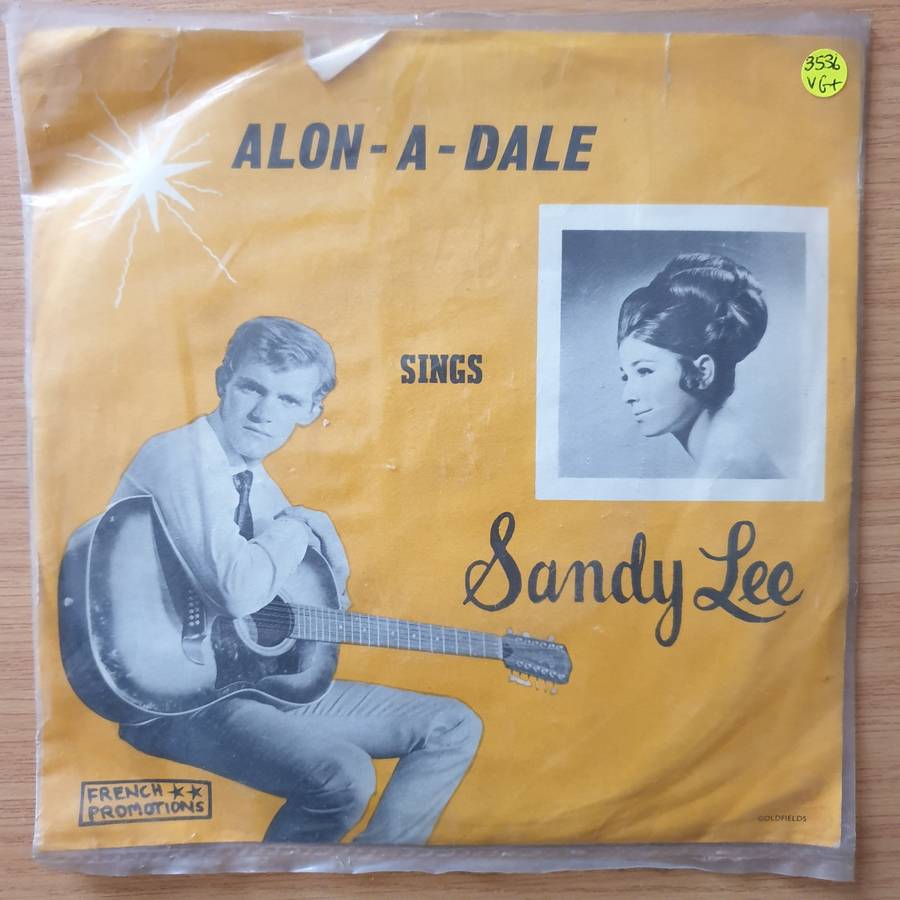 3536
VG+
ALON-A-DALE
SINGS
Sandy Lee
FRENCH ★★
PROMOTIONS
GOLDFIELDS